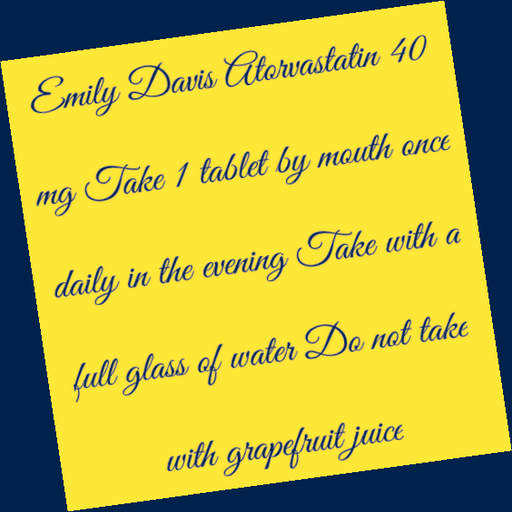 Emily Davis Atorvastatin 40
mg Take 1 tablet by mouth once
daily in the evening Take with a
full glass of water Do not take
with grapefruit juice